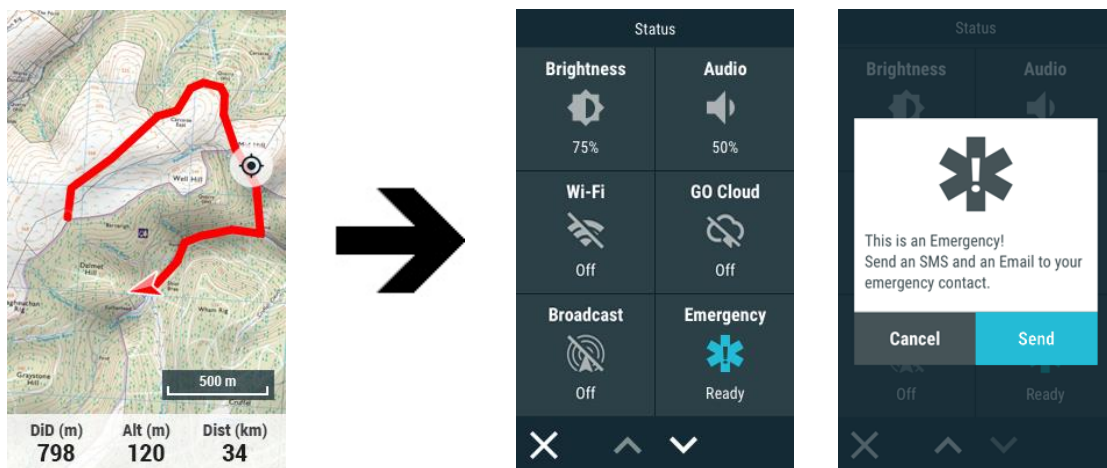 Well Hill
500 m
DiD (m)
Alt (m)
Dist (km)
798
120
34
Status
Brightness
Audio
75%
50%
Wi-Fi
GO Cloud
Off
Off
Broadcast
Emergency
Off
Ready
Status
Brightness
Audio
This is an Emergency!
Send an SMS and an Email to your
emergency contact.
Cancel
Send
Off
Ready